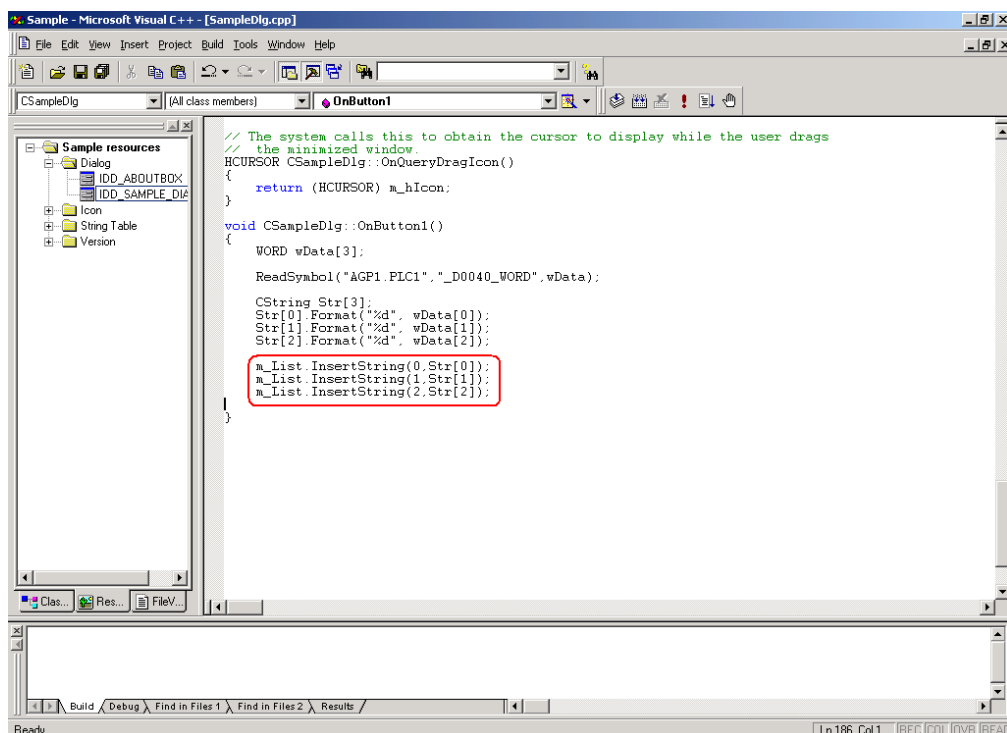 Sample - Microsoft Visual C++ - [SampleDlg.cpp]
File Edit View Insert Project Build Tools Window Help
CSampleDlg (All class members) OnButton1
Sample resources
Dialog
IDD_ABOUTBOX
IDD_SAMPLE_DIA
Icon
String Table
Version
Clas... Res... FileV...
// The system calls this to obtain the cursor to display while the user drags
//  the minimized window.
HCURSOR CSampleDlg::OnQueryDragIcon()
{
return (HCURSOR) m_hIcon;
}
void CSampleDlg::OnButton1()
{
WORD wData[3];
ReadSymbol("AGP1.PLC1","_D0040_WORD",wData);
CString Str[3];
Str[0].Format("%d", wData[0]);
Str[1].Format("%d", wData[1]);
Str[2].Format("%d", wData[2]);
m_List.InsertString(0,Str[0]);
m_List.InsertString(1,Str[1]);
m_List.InsertString(2,Str[2]);
}
Build Debug Find in Files 1 Find in Files 2 Results
Ready Ln 186, Col 1 REC COL OVR READ